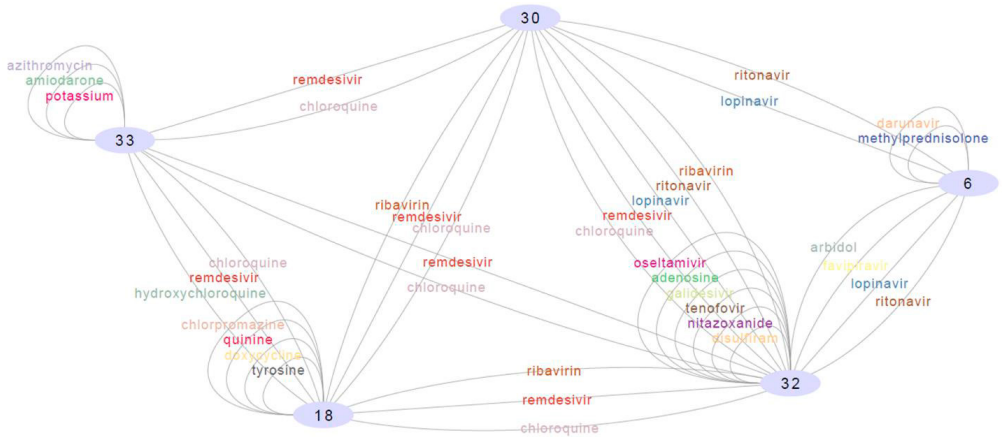 30
azithromycin
amiodarone
potassium
remdesivir
chloroquine
ritonavir
lopinavir
33
darunavir
methylprednisolone
6
ribavirin
ritonavir
lopinavir
remdesivir
chloroquine
ribavirin
remdesivir
chloroquine
chloroquine
remdesivir
hydroxychloroquine
remdesivir
chloroquine
oseltamivir
adenosine
galidesivir
tenofovir
nitazoxanide
disulfiram
arbidol
favipiravir
lopinavir
ritonavir
chlorpromazine
quinine
doxycycline
tyrosine
ribavirin
remdesivir
chloroquine
18
32